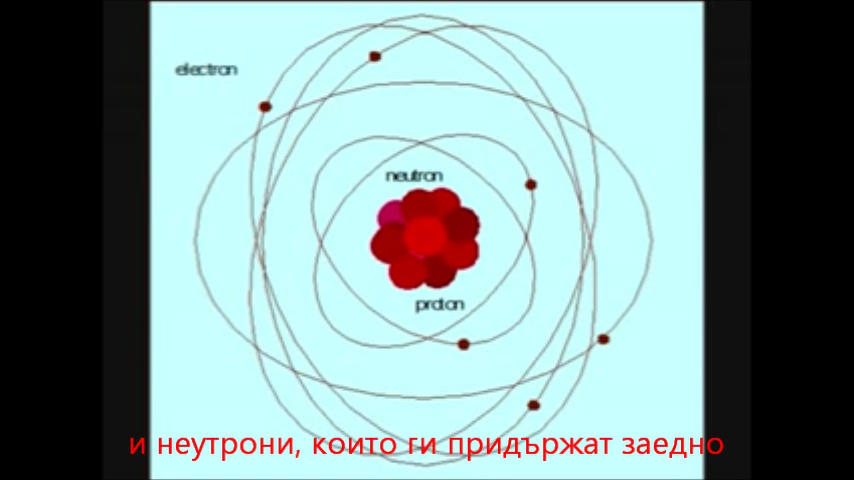 electron
neutron
proton
и неутрони, които ги придържат заедно